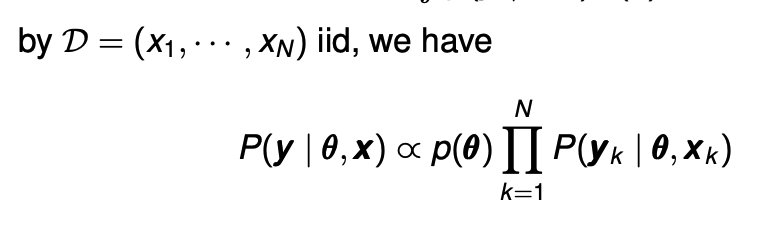 by 𝒟 = (x₁, ⋯ , x_N) iid, we have
P(y | θ, x) ∝ p(θ) ∏_{k=1}^{N} P(y_k | θ, x_k)